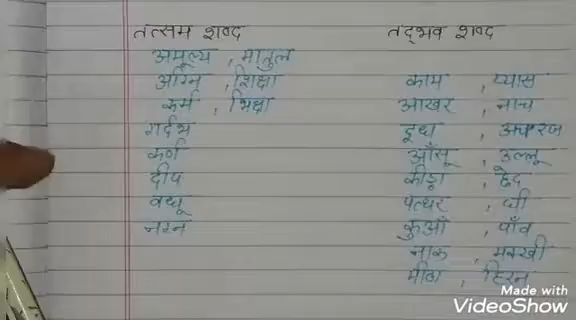 तत्सम शब्द तद्भव शब्द
अमूल्य , मातुल
अग्नि , शिक्षा काम , प्यास
कर्म , भिक्षा आखर , नाच
गर्दभ दूध , अचरज
कर्ण आँसू , उल्लू
दीप कीड़ा , छेद
वधू पत्थर , घी
नग्न कुआँ , पाँव
नाक , मक्खी
मीठा , हिरन
Made with
VideoShow